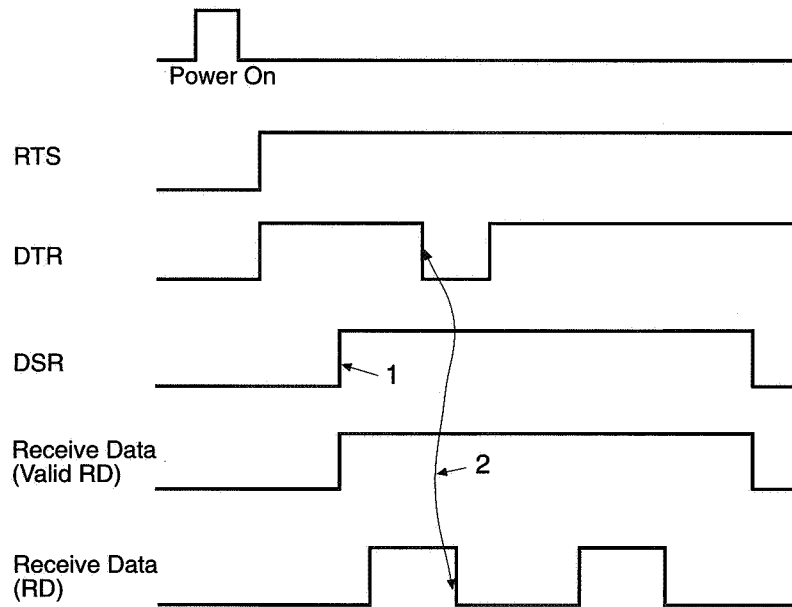 Power On
RTS
DTR
DSR
1
Receive Data
(Valid RD)
2
Receive Data
(RD)